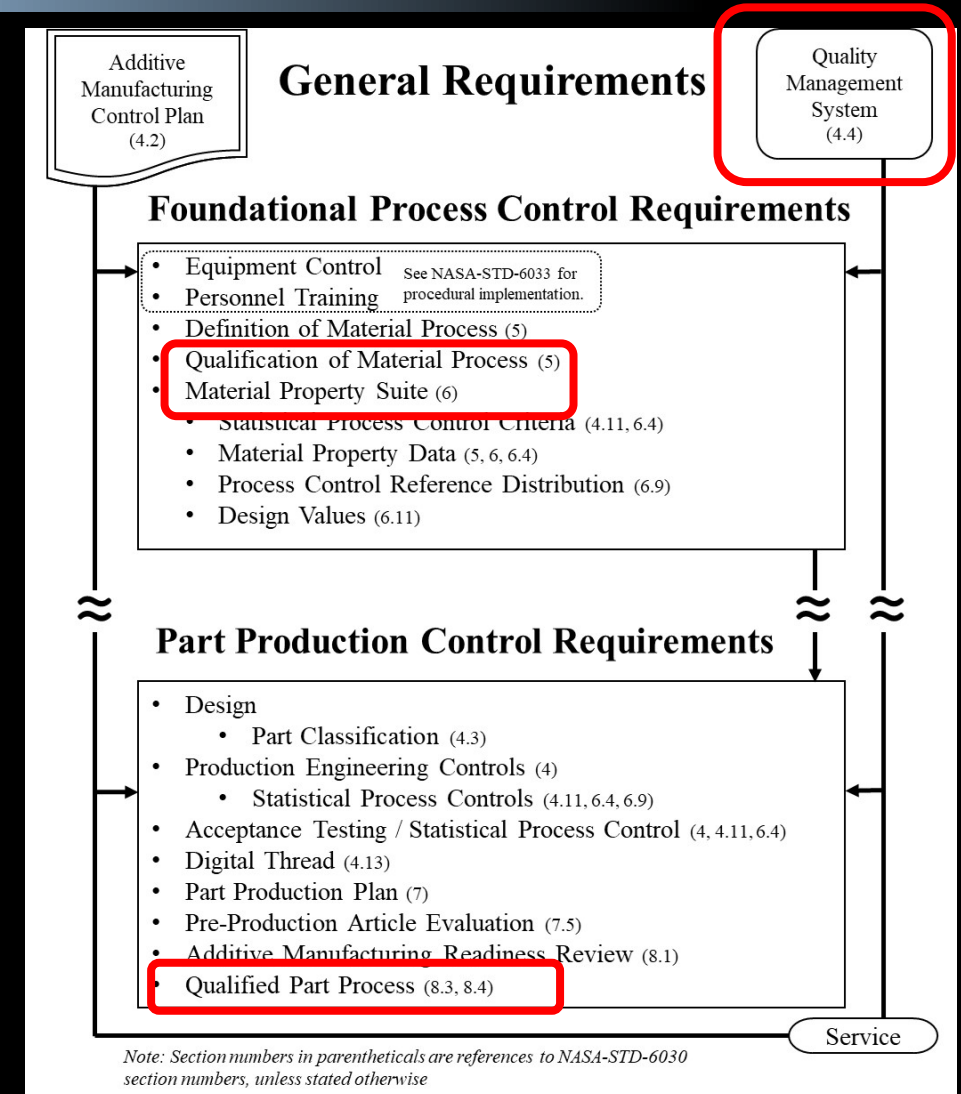 Additive
Manufacturing
Control Plan
(4.2)
General Requirements
Quality
Management
System
(4.4)
Foundational Process Control Requirements
• Equipment Control
• Personnel Training
See NASA-STD-6033 for
procedural implementation.
• Definition of Material Process (5)
• Qualification of Material Process (5)
• Material Property Suite (6)
• Statistical Process Control Criteria (4.11, 6.4)
• Material Property Data (5, 6, 6.4)
• Process Control Reference Distribution (6.9)
• Design Values (6.11)
Part Production Control Requirements
• Design
• Part Classification (4.3)
• Production Engineering Controls (4)
• Statistical Process Controls (4.11, 6.4, 6.9)
• Acceptance Testing / Statistical Process Control (4, 4.11, 6.4)
• Digital Thread (4.13)
• Part Production Plan (7)
• Pre-Production Article Evaluation (7.5)
• Additive Manufacturing Readiness Review (8.1)
• Qualified Part Process (8.3, 8.4)
Service
Note: Section numbers in parentheticals are references to NASA-STD-6030
section numbers, unless stated otherwise